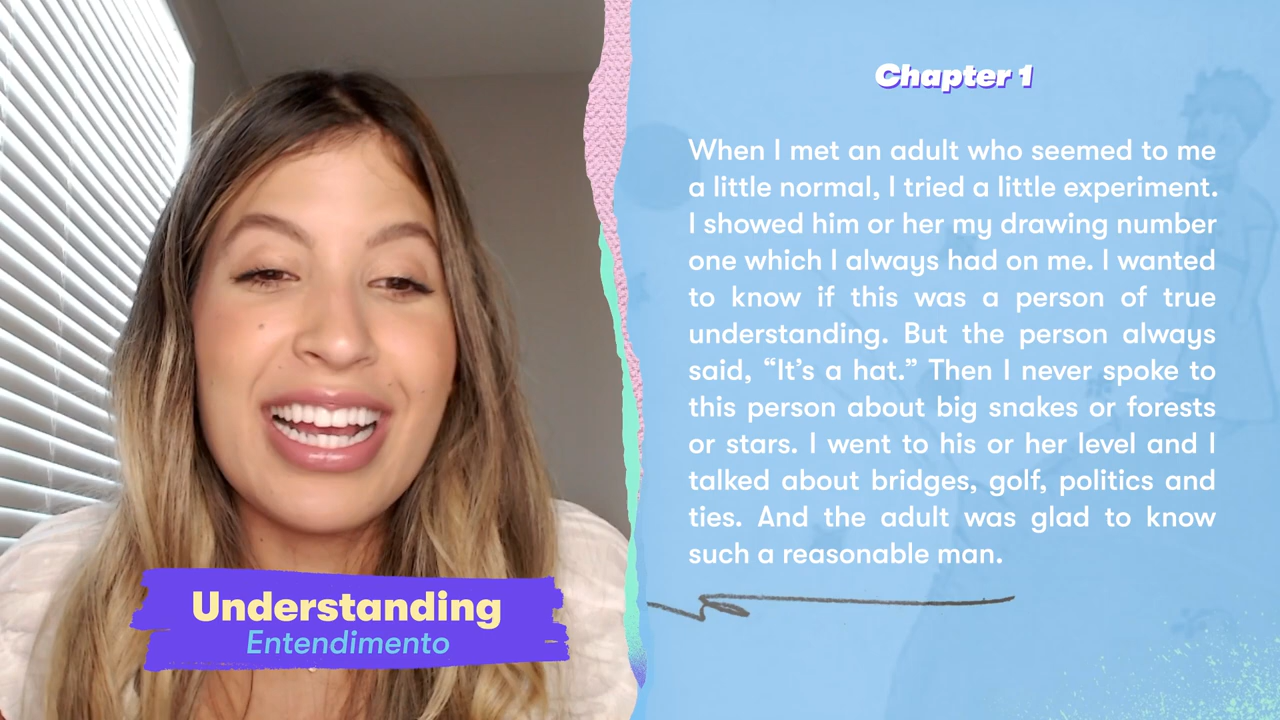 Chapter 1
When I met an adult who seemed to me
a little normal, I tried a little experiment.
I showed him or her my drawing number
one which I always had on me. I wanted
to know if this was a person of true
understanding. But the person always
said, “It’s a hat.” Then I never spoke to
this person about big snakes or forests
or stars. I went to his or her level and I
talked about bridges, golf, politics and
ties. And the adult was glad to know
such a reasonable man.
Understanding
Entendimento